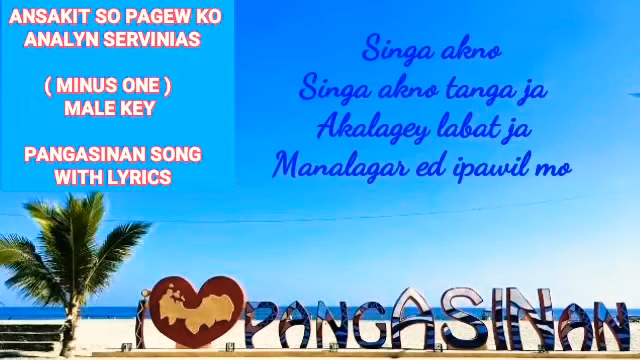 ANSAKIT SO PAGEW KO
ANALYN SERVINIAS
( MINUS ONE )
MALE KEY
PANGASINAN SONG
WITH LYRICS
Singa akno
Singa akno tanga ja
Akalagey labat ja
Manalagar ed ipawil mo
I PANGASINAN